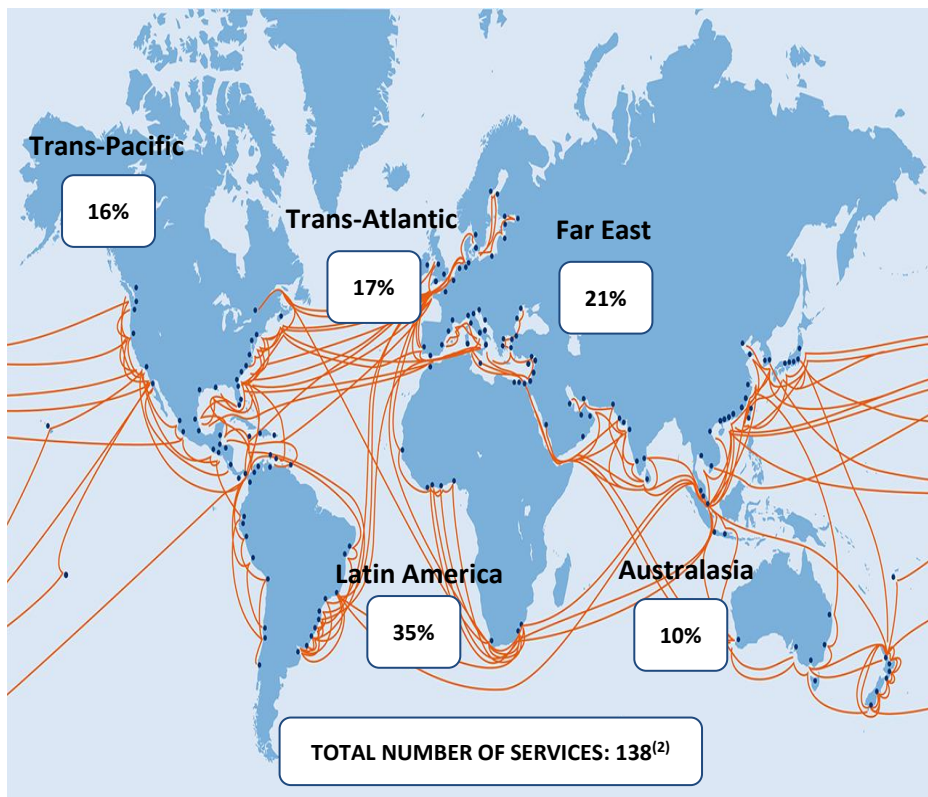 Trans-Pacific
16%
Trans-Atlantic
17%
Far East
21%
Latin America
35%
Australasia
10%
TOTAL NUMBER OF SERVICES: 138(2)